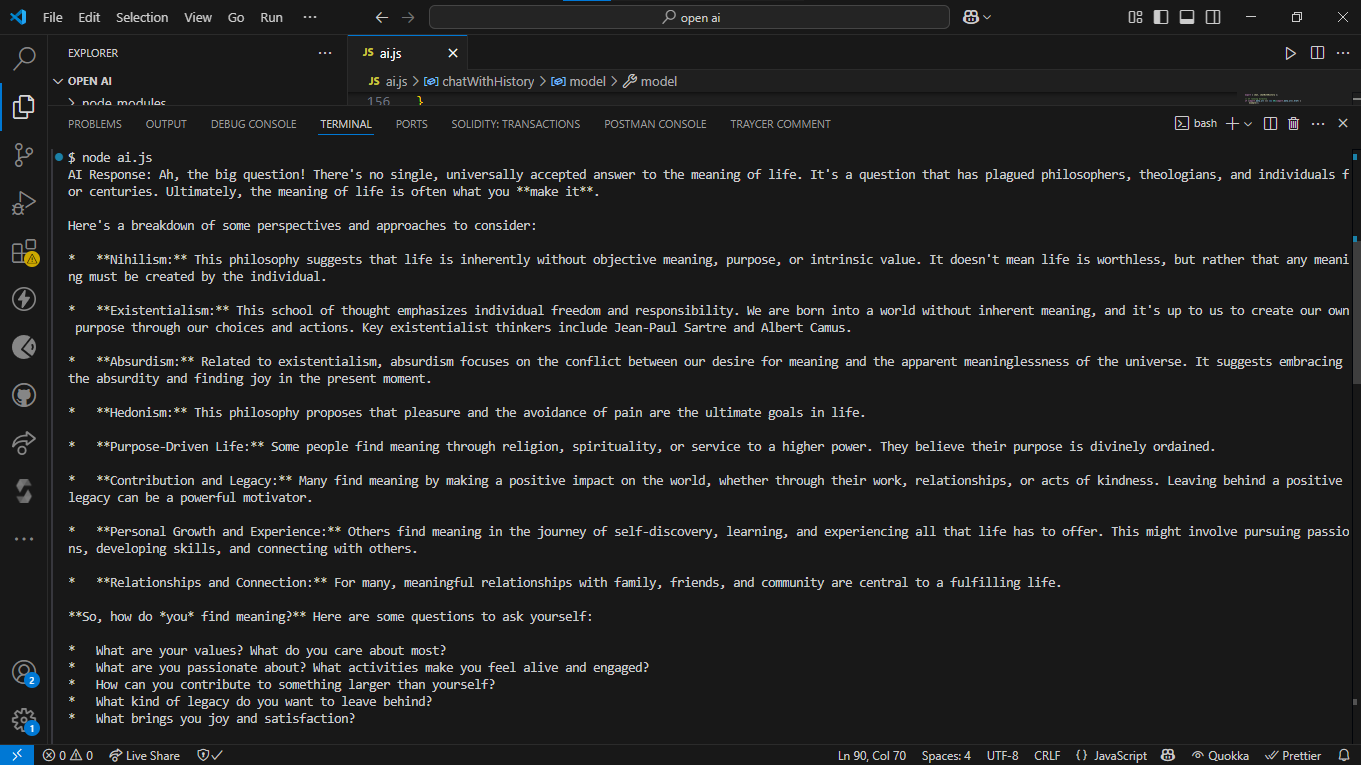 File Edit Selection View Go Run ··· open ai
EXPLORER ···
JS ai.js
OPEN AI
JS ai.js > chatWithHistory > model > model
node_modules
156 }
PROBLEMS OUTPUT DEBUG CONSOLE TERMINAL PORTS SOLIDITY: TRANSACTIONS POSTMAN CONSOLE TRAYCER COMMENT bash
$ node ai.js
AI Response: Ah, the big question! There's no single, universally accepted answer to the meaning of life. It's a question that has plagued philosophers, theologians, and individuals f
or centuries. Ultimately, the meaning of life is often what you **make it**.
Here's a breakdown of some perspectives and approaches to consider:
*   **Nihilism:** This philosophy suggests that life is inherently without objective meaning, purpose, or intrinsic value. It doesn't mean life is worthless, but rather that any meani
ng must be created by the individual.
*   **Existentialism:** This school of thought emphasizes individual freedom and responsibility. We are born into a world without inherent meaning, and it's up to us to create our own
purpose through our choices and actions. Key existentialist thinkers include Jean-Paul Sartre and Albert Camus.
*   **Absurdism:** Related to existentialism, absurdism focuses on the conflict between our desire for meaning and the apparent meaninglessness of the universe. It suggests embracing
the absurdity and finding joy in the present moment.
*   **Hedonism:** This philosophy proposes that pleasure and the avoidance of pain are the ultimate goals in life.
*   **Purpose-Driven Life:** Some people find meaning through religion, spirituality, or service to a higher power. They believe their purpose is divinely ordained.
*   **Contribution and Legacy:** Many find meaning by making a positive impact on the world, whether through their work, relationships, or acts of kindness. Leaving behind a positive
legacy can be a powerful motivator.
*   **Personal Growth and Experience:** Others find meaning in the journey of self-discovery, learning, and experiencing all that life has to offer. This might involve pursuing passio
ns, developing skills, and connecting with others.
*   **Relationships and Connection:** For many, meaningful relationships with family, friends, and community are central to a fulfilling life.
**So, how do *you* find meaning?** Here are some questions to ask yourself:
*   What are your values? What do you care about most?
*   What are you passionate about? What activities make you feel alive and engaged?
*   How can you contribute to something larger than yourself?
*   What kind of legacy do you want to leave behind?
*   What brings you joy and satisfaction?
2
1
0 0 Live Share Ln 90, Col 70 Spaces: 4 UTF-8 CRLF {} JavaScript Quokka Prettier